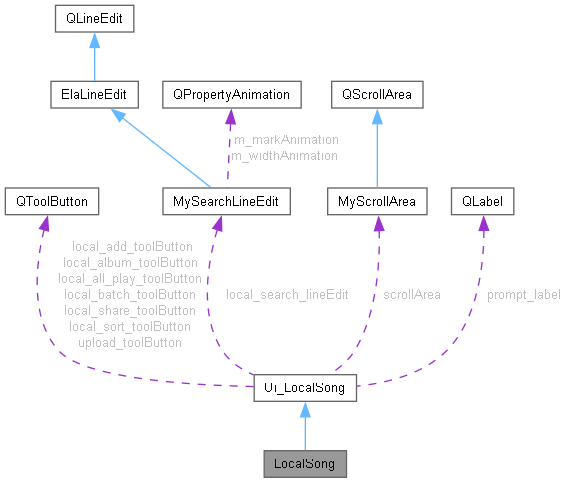 QLineEdit
ElaLineEdit
QPropertyAnimation
QScrollArea
m_markAnimation
m_widthAnimation
QToolButton
MySearchLineEdit
MyScrollArea
QLabel
local_add_toolButton
local_album_toolButton
local_all_play_toolButton
local_batch_toolButton
local_share_toolButton
local_sort_toolButton
upload_toolButton
local_search_lineEdit
scrollArea
prompt_label
Ui_LocalSong
LocalSong